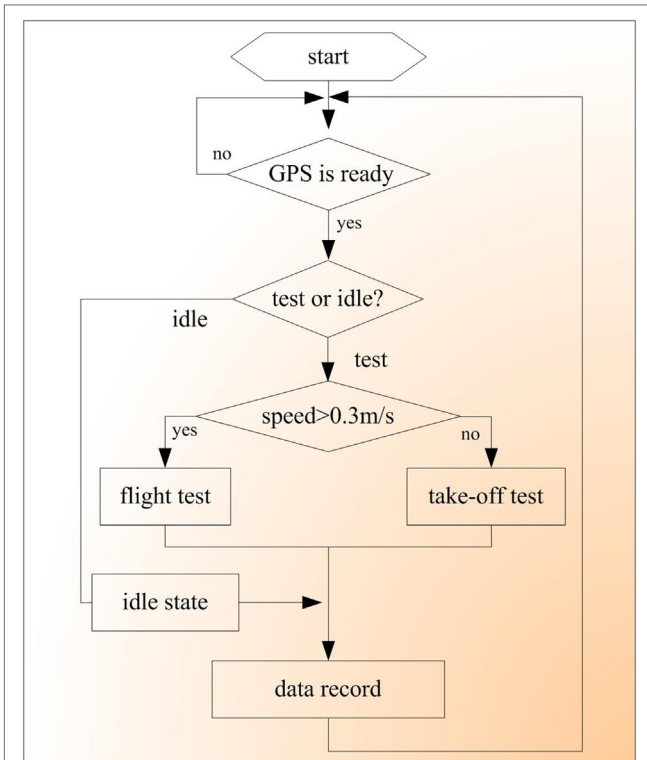 start
no
GPS is ready
yes
test or idle?
idle
test
speed>0.3m/s
yes
no
flight test
take-off test
idle state
data record